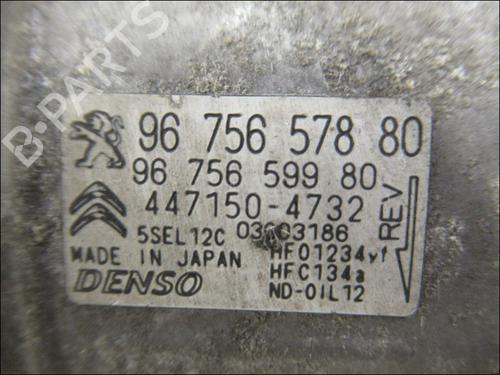 B-PARTS
96 756 578 80
96 756 599 80
447150-4732
5SEL12C
MADE IN JAPAN
HF01234yf
HFC134a
DENSO
ND-OIL12
REV